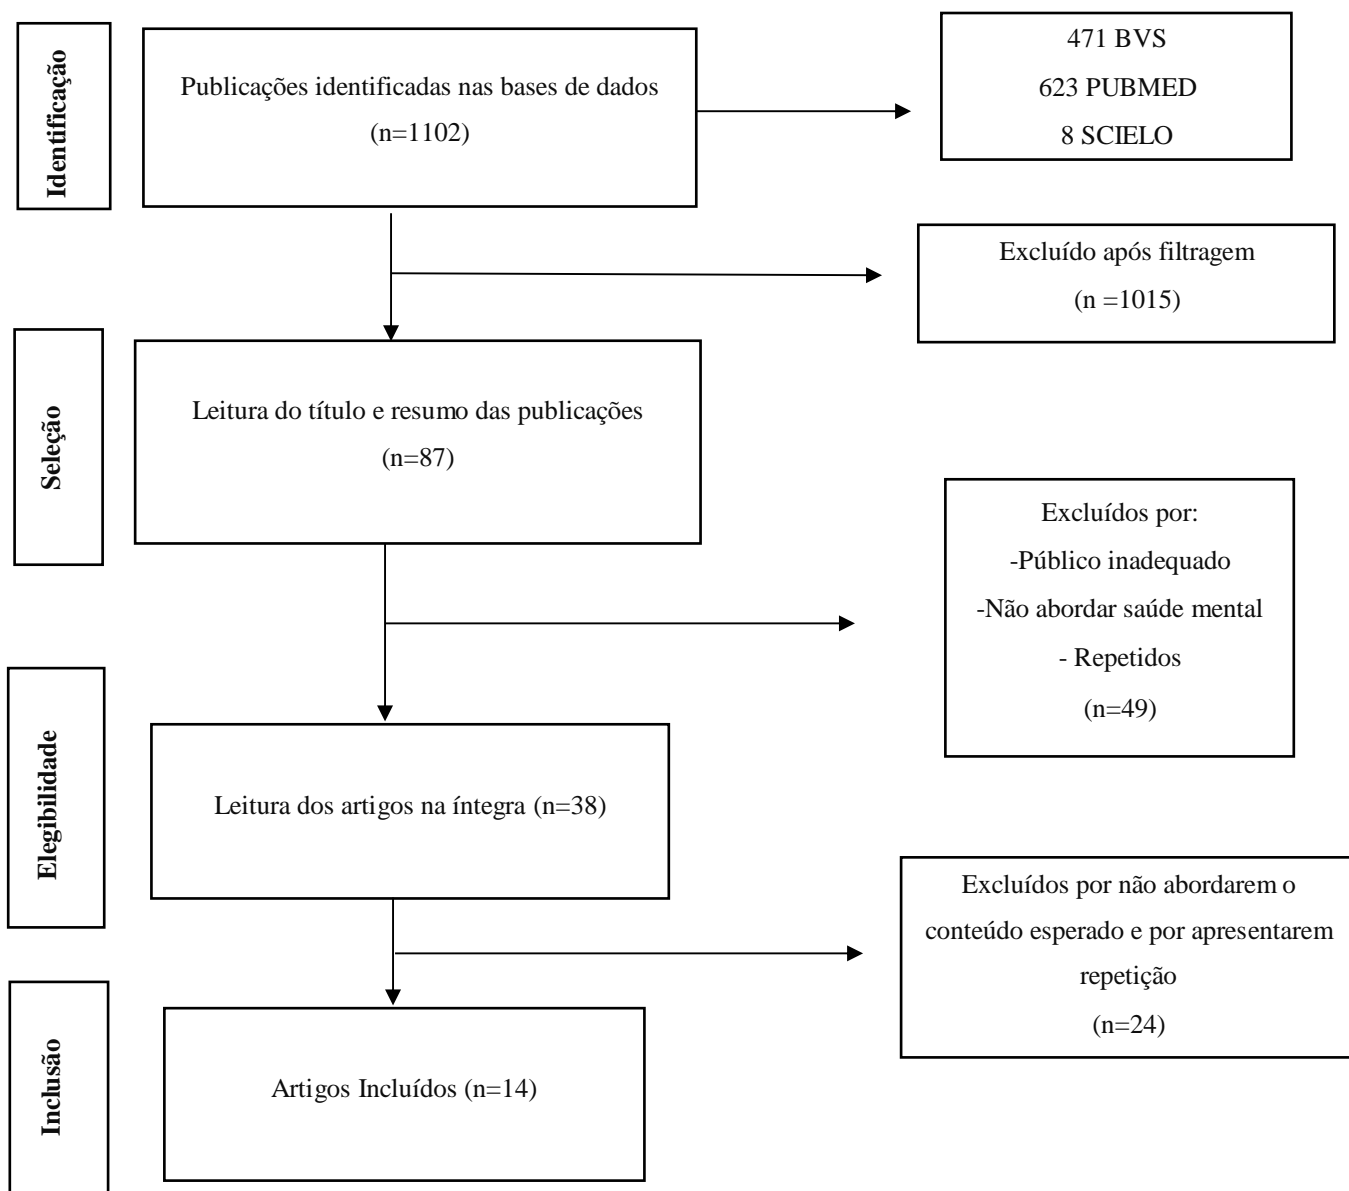 Identificação
Publicações identificadas nas bases de dados
(n=1102)
471 BVS
623 PUBMED
8 SCIELO
Excluído após filtragem
(n =1015)
Seleção
Leitura do título e resumo das publicações
(n=87)
Excluídos por:
-Público inadequado
-Não abordar saúde mental
- Repetidos
(n=49)
Elegibilidade
Leitura dos artigos na íntegra (n=38)
Excluídos por não abordarem o
conteúdo esperado e por apresentarem
repetição
(n=24)
Inclusão
Artigos Incluídos (n=14)